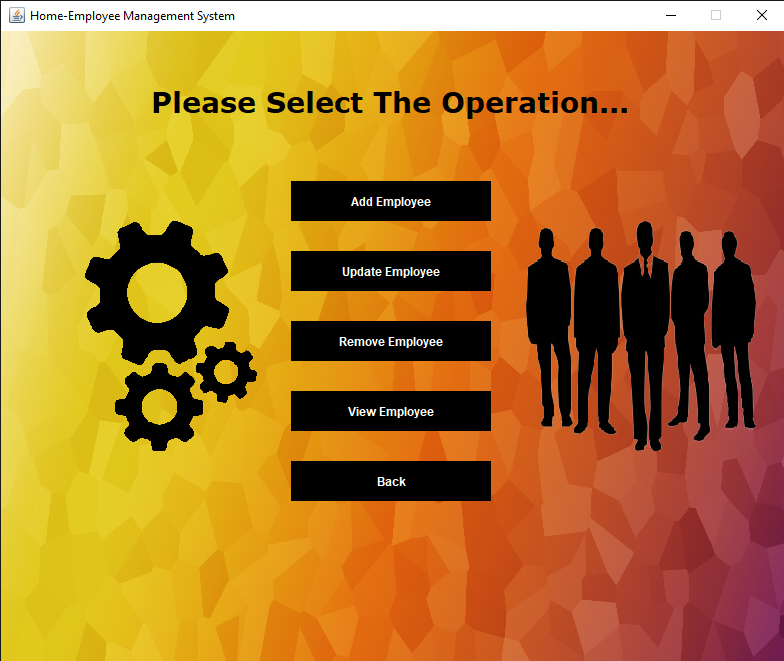 Home-Employee Management System
Please Select The Operation...
Add Employee
Update Employee
Remove Employee
View Employee
Back